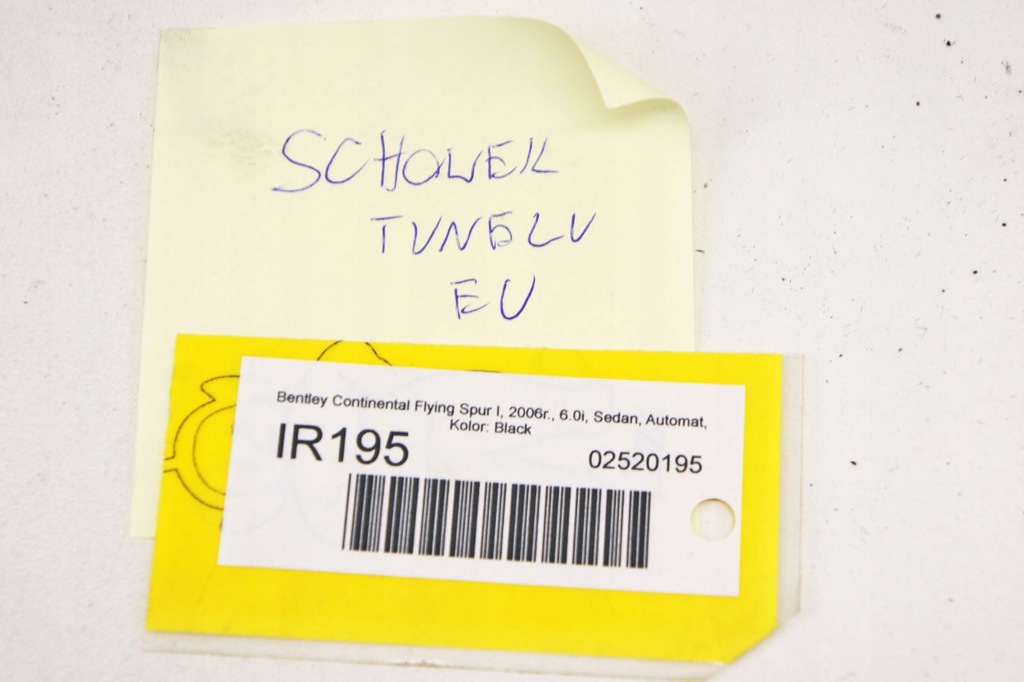 SCHOWEK
TUNELU
EU
Bentley Continental Flying Spur I, 2006r., 6.0i, Sedan, Automat,
Kolor: Black
IR195
02520195